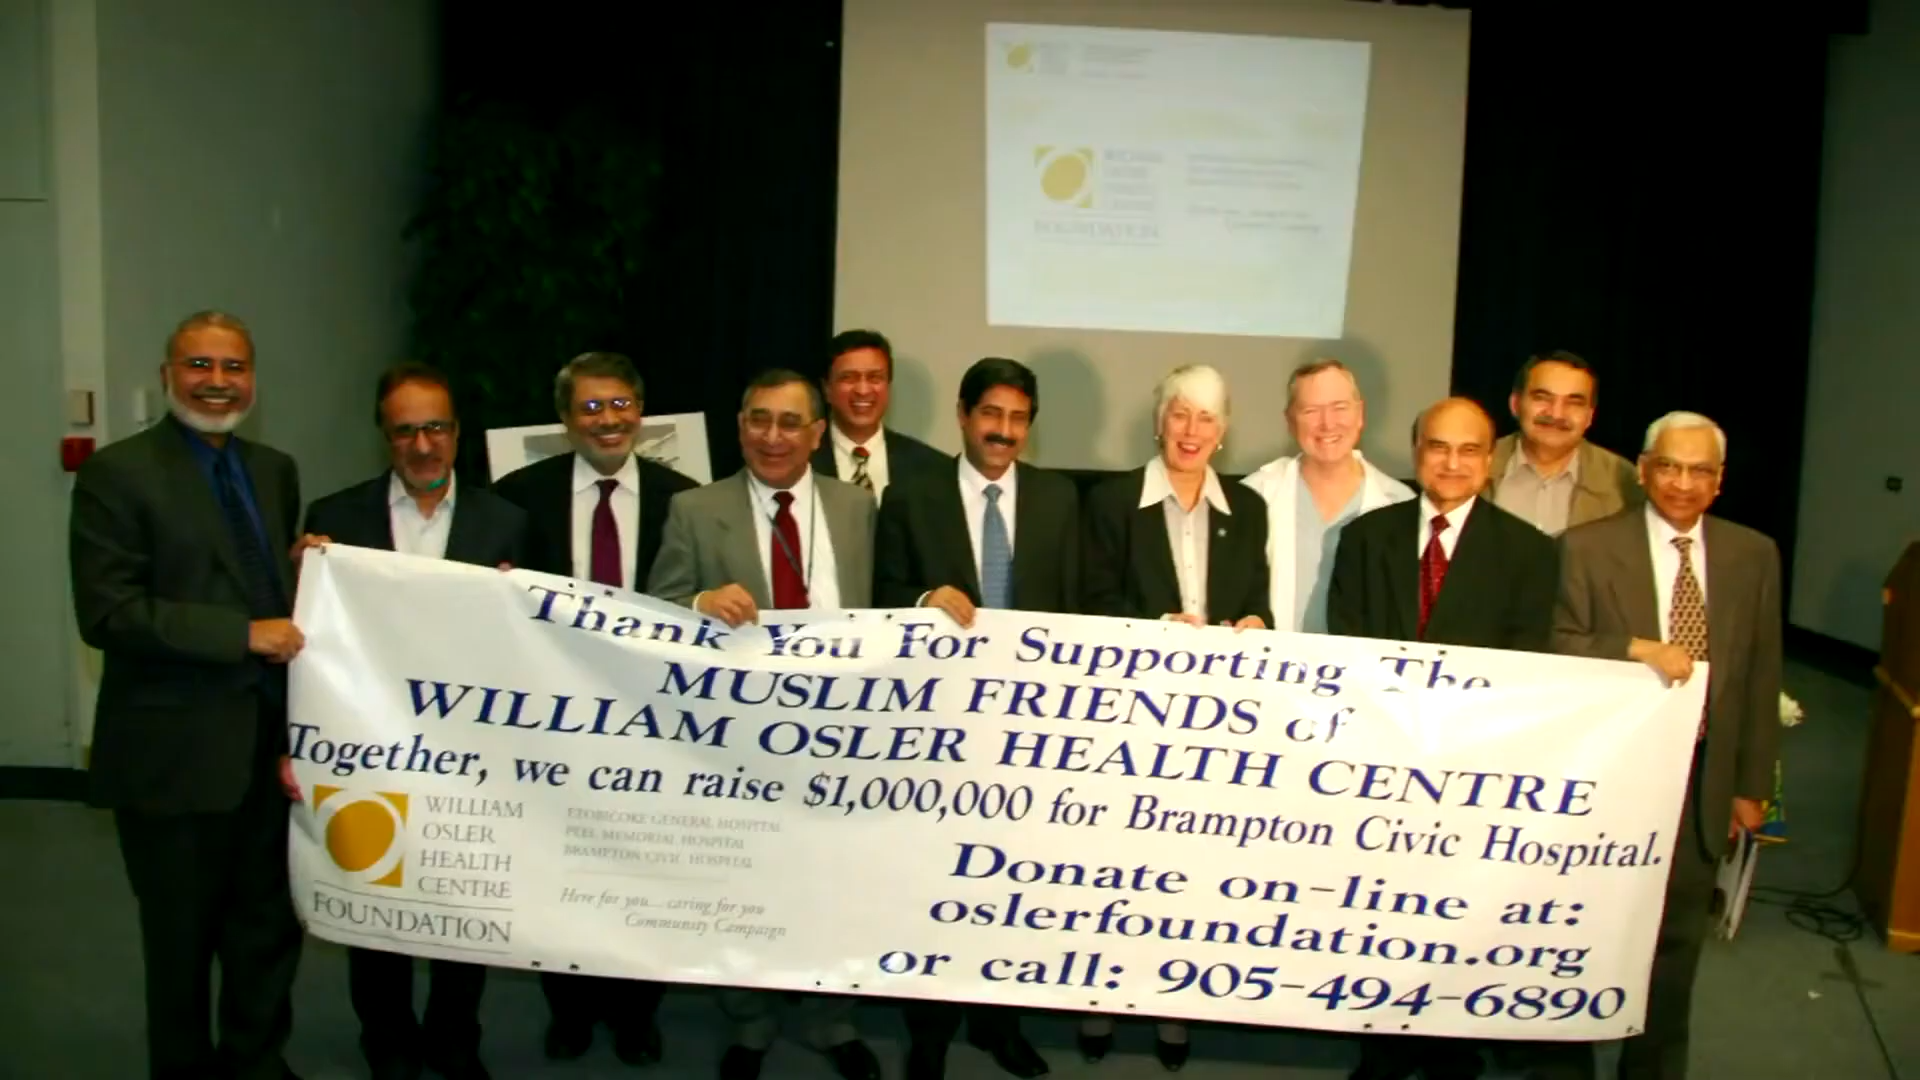 Thank You For Supporting The
MUSLIM FRIENDS of
WILLIAM OSLER HEALTH CENTRE
Together, we can raise $1,000,000 for Brampton Civic Hospital.
WILLIAM
OSLER
HEALTH
CENTRE
FOUNDATION
ETOBICOKE GENERAL HOSPITAL
PEEL MEMORIAL HOSPITAL
BRAMPTON CIVIC HOSPITAL
Here for you... caring for you
Community Campaign
Donate on-line at:
oslerfoundation.org
or call: 905-494-6890
FOUNDATION